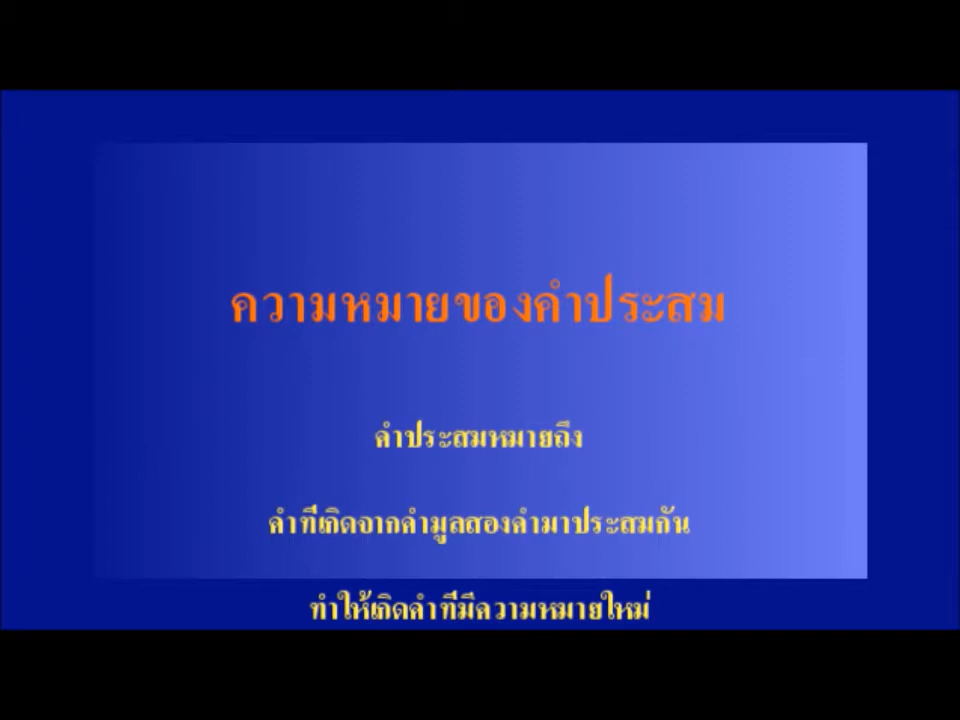 ความหมายของคำประสม
คำประสมหมายถึง
คำที่เกิดจากคำมูลสองคำมาประสมกัน
ทำให้เกิดคำที่มีความหมายใหม่